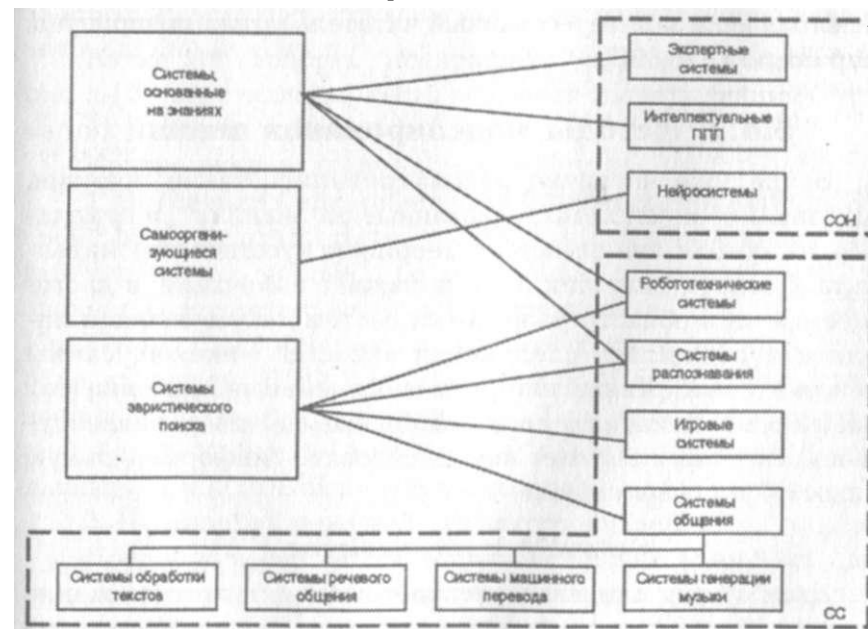 Системы,
основанные
на знаниях
Самооргани-
зующиеся
системы
Системы
эвристического
поиска
Экспертные
системы
Интеллектуальные
ППП
Нейросистемы
СОН
Робототехнические
системы
Системы
распознавания
Игровые
системы
Системы
общения
Системы обработки
текстов
Системы речевого
общения
Системы машинного
перевода
Системы генерации
музыки
СС